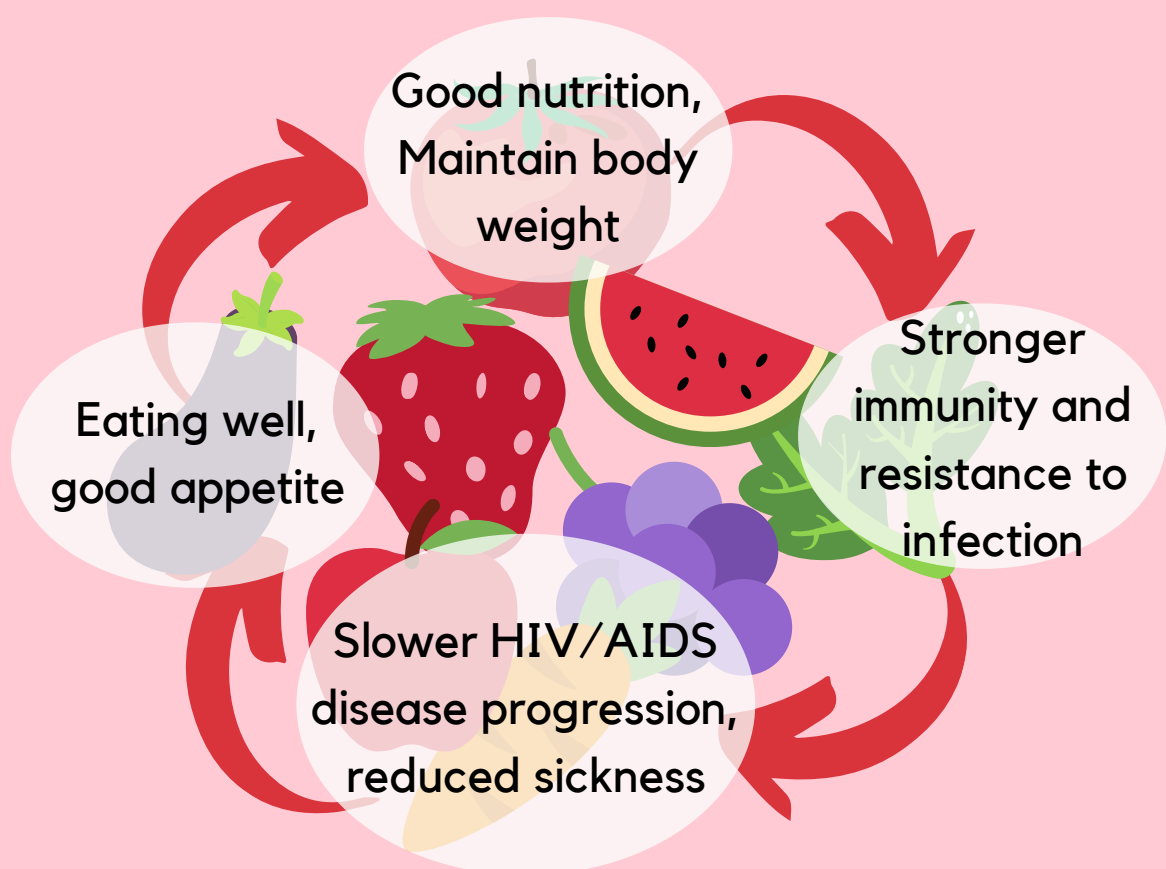 Good nutrition,
Maintain body
weight
Stronger
immunity and
resistance to
infection
Slower HIV/AIDS
disease progression,
reduced sickness
Eating well,
good appetite